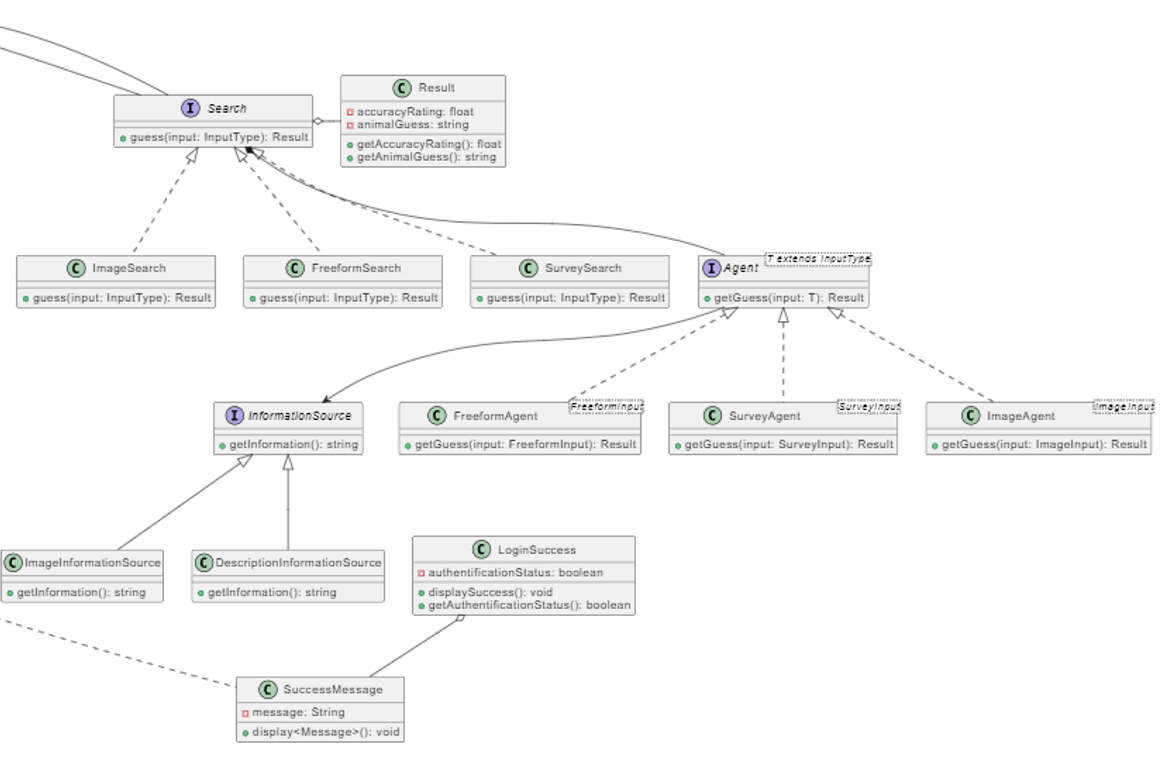 C Result
accuracyRating: float
animalGuess: string
getAccuracyRating(): float
getAnimalGuess(): string
I Search
guess(input: InputType): Result
C ImageSearch
guess(input: InputType): Result
C FreeformSearch
guess(input: InputType): Result
C SurveySearch
guess(input: InputType): Result
I Agent
T extends InputType
getGuess(input: T): Result
I InformationSource
getInformation(): string
C FreeformAgent
FreeformInput
getGuess(input: FreeformInput): Result
C SurveyAgent
SurveyInput
getGuess(input: SurveyInput): Result
C ImageAgent
ImageInput
getGuess(input: ImageInput): Result
C ImageInformationSource
getInformation(): string
C DescriptionInformationSource
getInformation(): string
C LoginSuccess
authentificationStatus: boolean
displaySuccess(): void
getAuthentificationStatus(): boolean
C SuccessMessage
message: String
display<Message>(): void